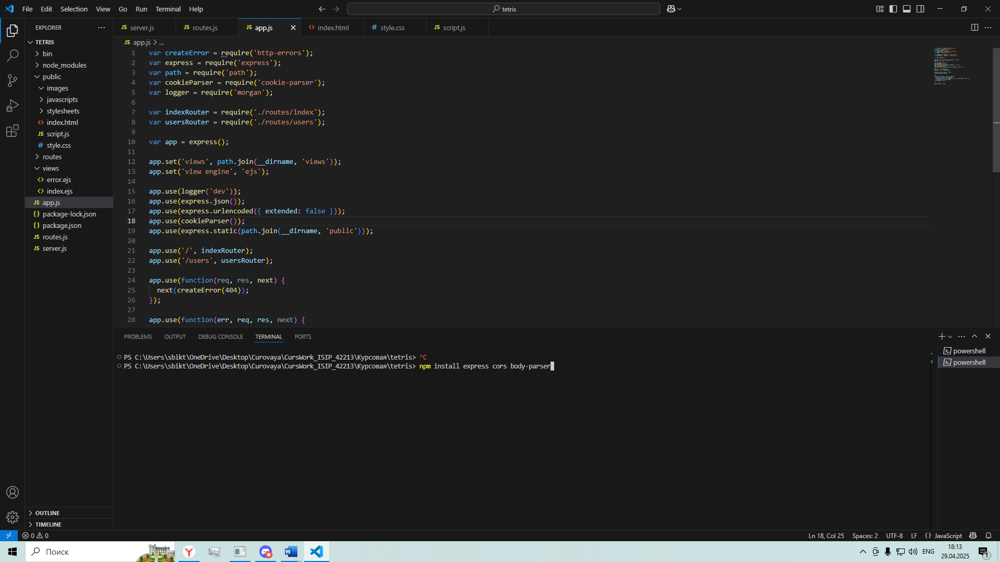 File Edit Selection View Go Run Terminal Help
tetris
EXPLORER
TETRIS
bin
node_modules
public
images
javascripts
stylesheets
index.html
script.js
style.css
routes
views
error.ejs
index.ejs
app.js
package-lock.json
package.json
routes.js
server.js
OUTLINE
TIMELINE
server.js routes.js app.js index.html style.css script.js
app.js > ...
1 var createError = require('http-errors');
2 var express = require('express');
3 var path = require('path');
4 var cookieParser = require('cookie-parser');
5 var logger = require('morgan');
6
7 var indexRouter = require('./routes/index');
8 var usersRouter = require('./routes/users');
9
10 var app = express();
11
12 app.set('views', path.join(__dirname, 'views'));
13 app.set('view engine', 'ejs');
14
15 app.use(logger('dev'));
16 app.use(express.json());
17 app.use(express.urlencoded({ extended: false }));
18 app.use(cookieParser());
19 app.use(express.static(path.join(__dirname, 'public')));
20
21 app.use('/', indexRouter);
22 app.use('/users', usersRouter);
23
24 app.use(function(req, res, next) {
25 next(createError(404));
26 });
27
28 app.use(function(err, req, res, next) {
PROBLEMS OUTPUT DEBUG CONSOLE TERMINAL PORTS
PS C:\Users\sbikt\OneDrive\Desktop\Curovaya\CursWork_ISIP_42213\Курсовая\tetris> ^C
PS C:\Users\sbikt\OneDrive\Desktop\Curovaya\CursWork_ISIP_42213\Курсовая\tetris> npm install express cors body-parser
powershell
powershell
0 0 Ln 18, Col 25 Spaces: 2 UTF-8 LF {} JavaScript
Поиск
ENG
18:13
29.04.2025
1